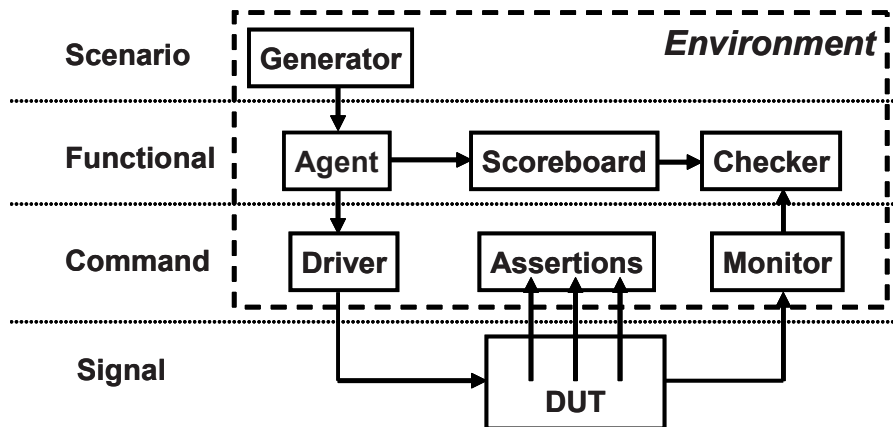 Scenario
Generator
Environment
Functional
Agent
Scoreboard
Checker
Command
Driver
Assertions
Monitor
Signal
DUT